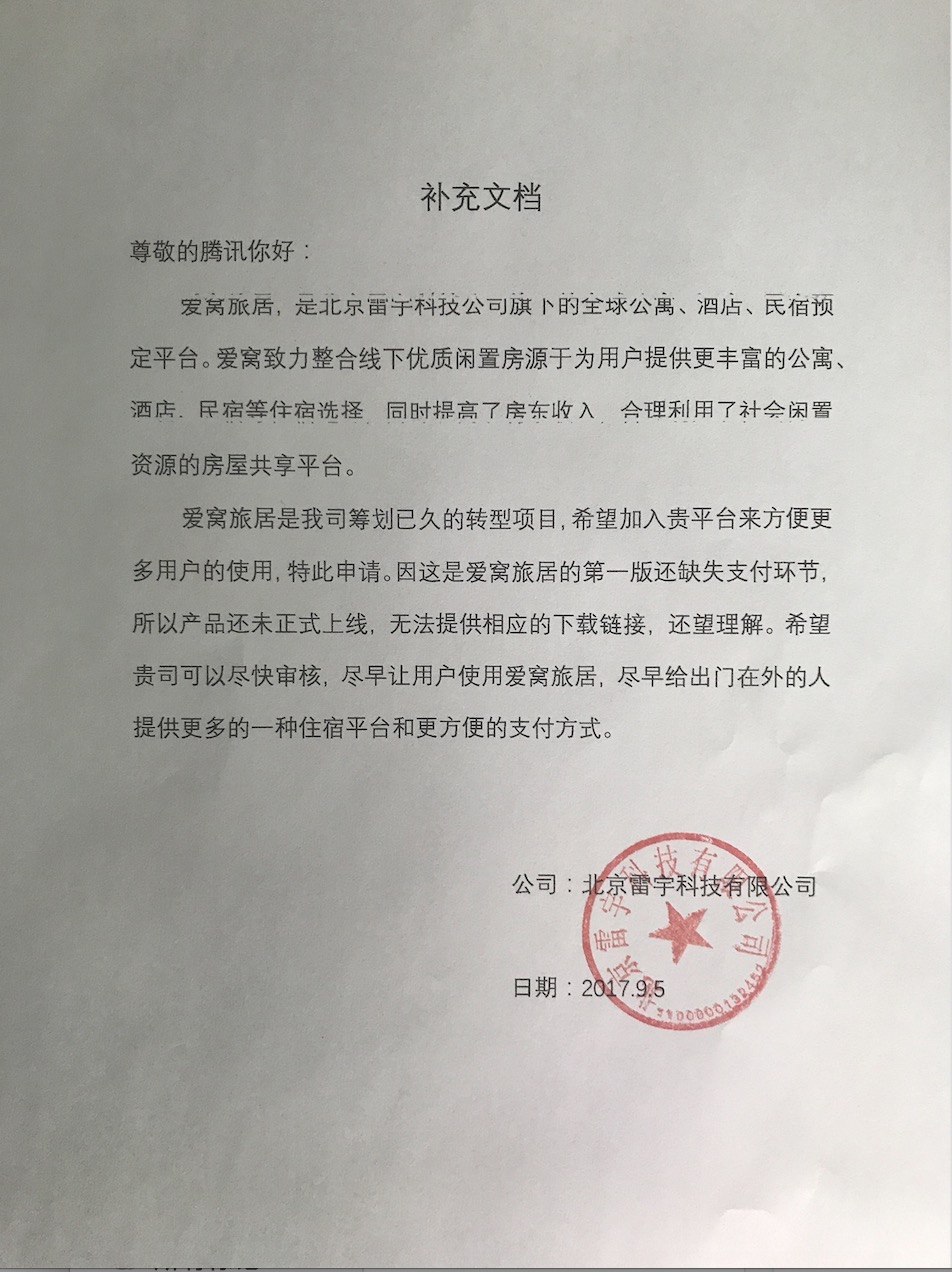 补充文档
尊敬的腾讯你好：
爱窝旅居，是北京雷宇科技公司旗下的全球公寓、酒店、民宿预
定平台。爱窝致力整合线下优质闲置房源于为用户提供更丰富的公寓、
酒店、民宿等住宿选择，同时提高了房东收入，合理利用了社会闲置
资源的房屋共享平台。
爱窝旅居是我司筹划已久的转型项目，希望加入贵平台来方便更
多用户的使用，特此申请。因这是爱窝旅居的第一版还缺失支付环节，
所以产品还未正式上线，无法提供相应的下载链接，还望理解。希望
贵司可以尽快审核，尽早让用户使用爱窝旅居，尽早给出门在外的人
提供更多的一种住宿平台和更方便的支付方式。
公司：北京雷宇科技有限公司
日期：2017.9.5
北京雷宇科技有限公司